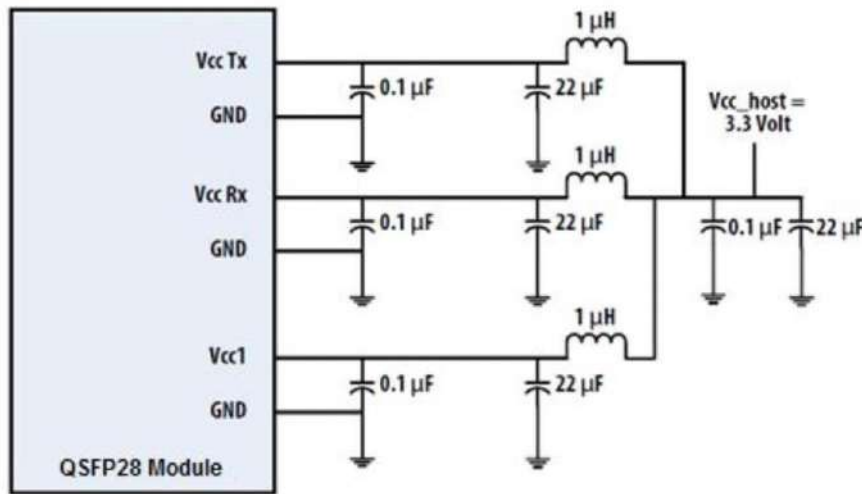 1 μH
Vcc Tx
0.1 μF
22 μF
Vcc_host =
3.3 Volt
GND
1 μH
Vcc Rx
0.1 μF
22 μF
0.1 μF
22 μF
GND
1 μH
Vcc1
0.1 μF
22 μF
GND
QSFP28 Module